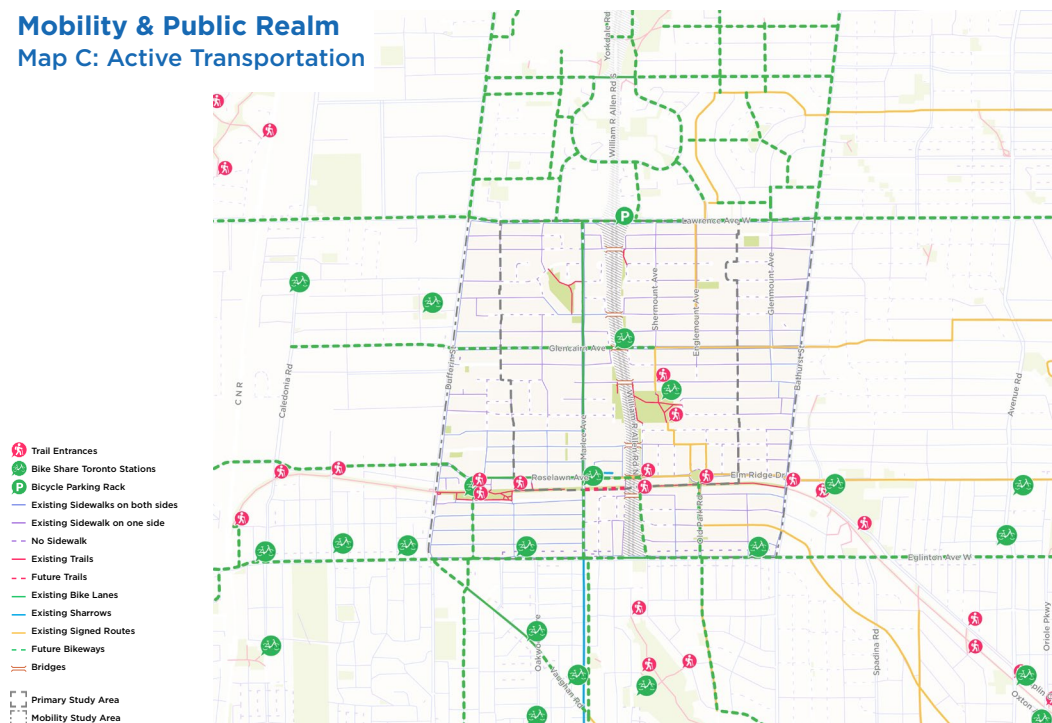 Mobility & Public Realm
Map C: Active Transportation
Yorkdale Rd
William R Allen Rd S
P
Lawrence Ave W
Shermount Ave
Englemount Ave
Glenmount Ave
Glencairn Ave
Dufferin St
Bathurst St
C N R
Caledonia Rd
Avenue Rd
Marlee Ave
William R Allen Rd N
Trail Entrances
Bike Share Toronto Stations
P Bicycle Parking Rack
Existing Sidewalks on both sides
Existing Sidewalk on one side
No Sidewalk
Existing Trails
Future Trails
Existing Bike Lanes
Existing Sharrows
Existing Signed Routes
Future Bikeways
Bridges
Primary Study Area
Mobility Study Area
Roselawn Ave
Elm Ridge Dr
Old Park Rd
Eglinton Ave W
Vaughan Rd
Spadina Rd
Oriole Pkwy